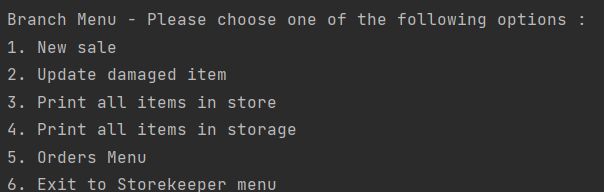 Branch Menu - Please choose one of the following options :
1. New sale
2. Update damaged item
3. Print all items in store
4. Print all items in storage
5. Orders Menu
6. Exit to Storekeeper menu